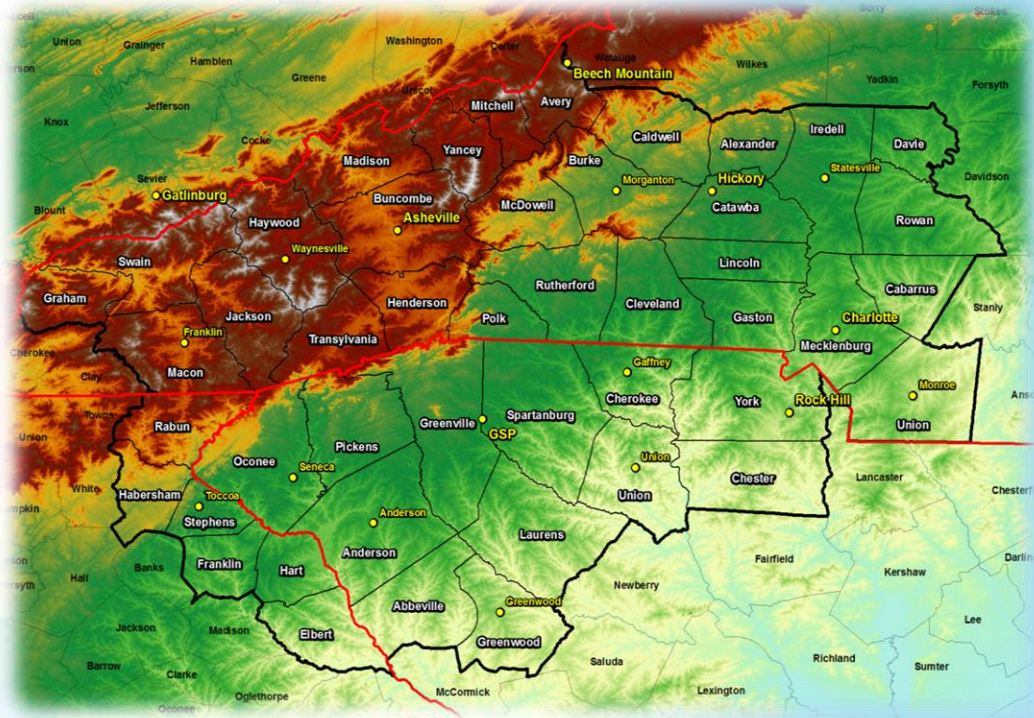 Surry
Stokes
Union
Grainger
Washington
Carter
Watauga
Wilkes
Hamblen
Greene
Beech Mountain
Yadkin
Forsyth
Unicoi
Mitchell
Avery
Jefferson
Knox
Cocke
Caldwell
Alexander
Iredell
Davie
Yancey
Madison
Burke
Statesville
Sevier
Gatlinburg
Buncombe
Morganton
Hickory
Davidson
Blount
Haywood
Asheville
McDowell
Catawba
Rowan
Waynesville
Swain
Lincoln
Graham
Jackson
Henderson
Rutherford
Cleveland
Cabarrus
Stanly
Polk
Gaston
Charlotte
Franklin
Transylvania
Mecklenburg
Cherokee
Macon
Clay
Gaffney
Monroe
Towns
Rabun
Greenville
Spartanburg
Cherokee
York
Rock Hill
Union
Union
GSP
Pickens
Oconee
Seneca
Union
Chester
Lancaster
White
Habersham
Toccoa
Union
Stephens
Anderson
Laurens
Franklin
Banks
Hart
Anderson
Fairfield
Kershaw
Hall
Newberry
Abbeville
Greenwood
Lee
Jackson
Madison
Elbert
Greenwood
Barrow
Clarke
Saluda
Richland
Sumter
Oglethorpe
McCormick
Lexington
Oconee